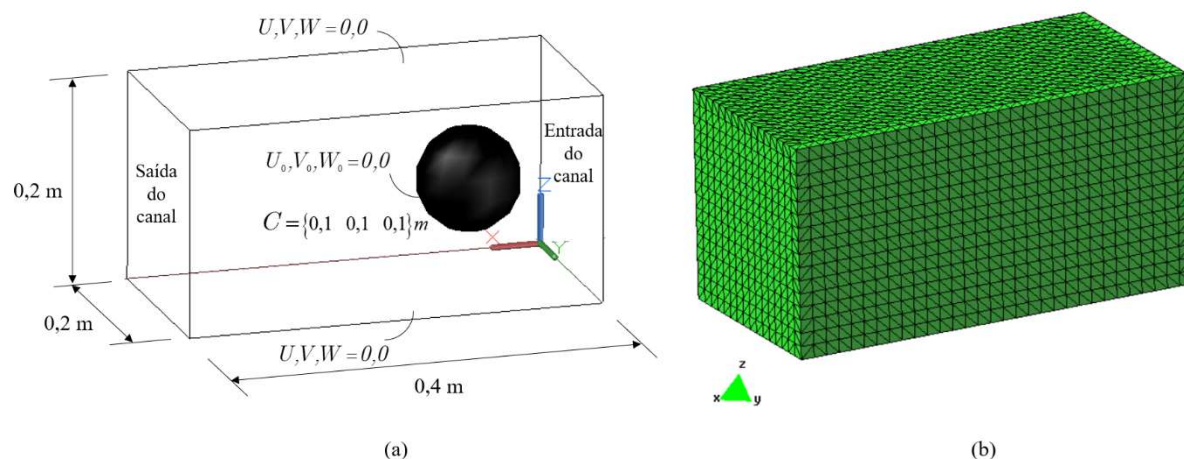 U,V,W = 0,0
Entrada
do
canal
Saída
do
canal
0,2 m
U₀,V₀,W₀ = 0,0
C = {0,1 0,1 0,1} m
Z
X
Y
0,2 m
U,V,W = 0,0
0,4 m
(a)
z
x
y
(b)